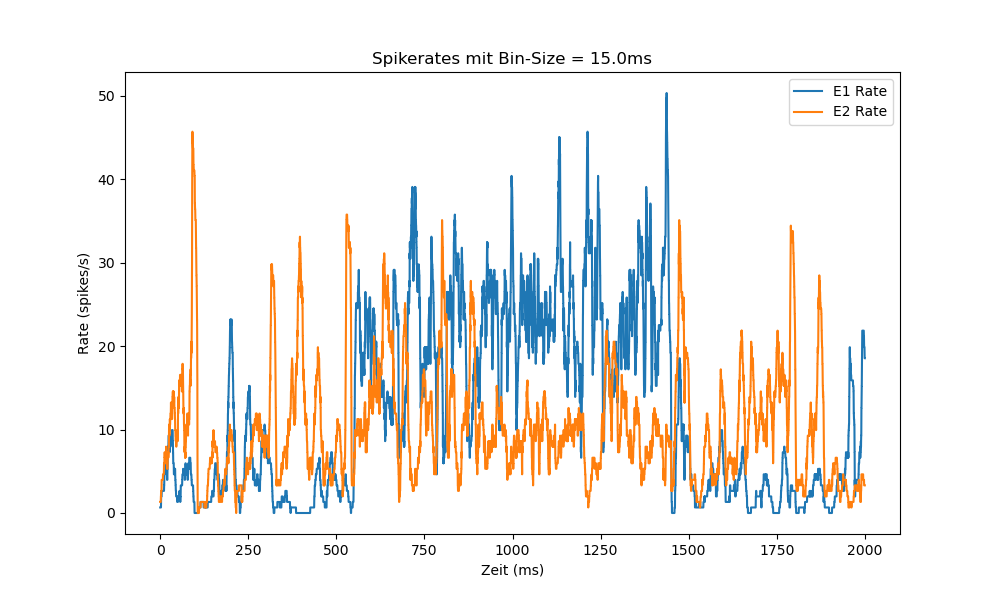 Spikerates mit Bin-Size = 15.0ms
E1 Rate
E2 Rate
Rate (spikes/s)
50
40
30
20
10
0
0 250 500 750 1000 1250 1500 1750 2000
Zeit (ms)